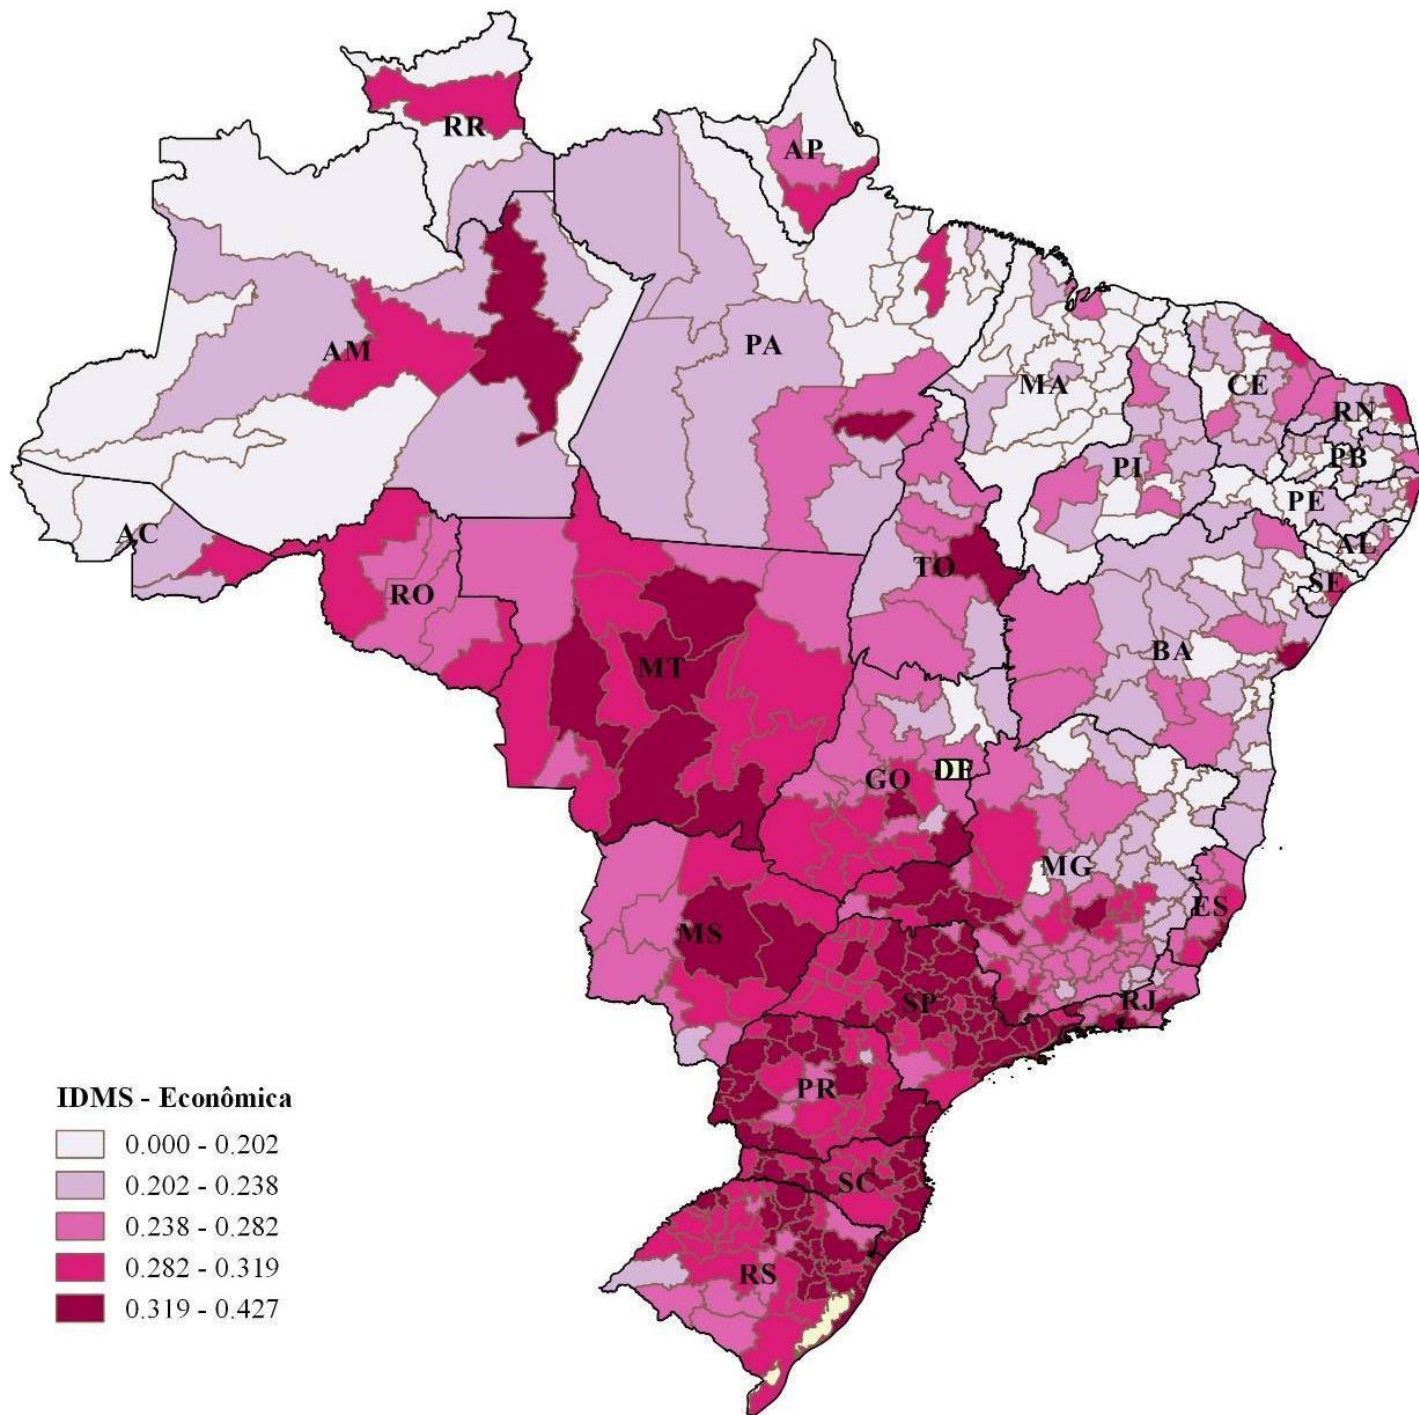 RR
AP
AM
PA
MA
CE
RN
PB
PI
PE
AC
AL
TO
SE
RO
BA
MT
DF
GO
MG
ES
MS
RJ
SP
PR
SC
RS
IDMS - Econômica
0.000 - 0.202
0.202 - 0.238
0.238 - 0.282
0.282 - 0.319
0.319 - 0.427